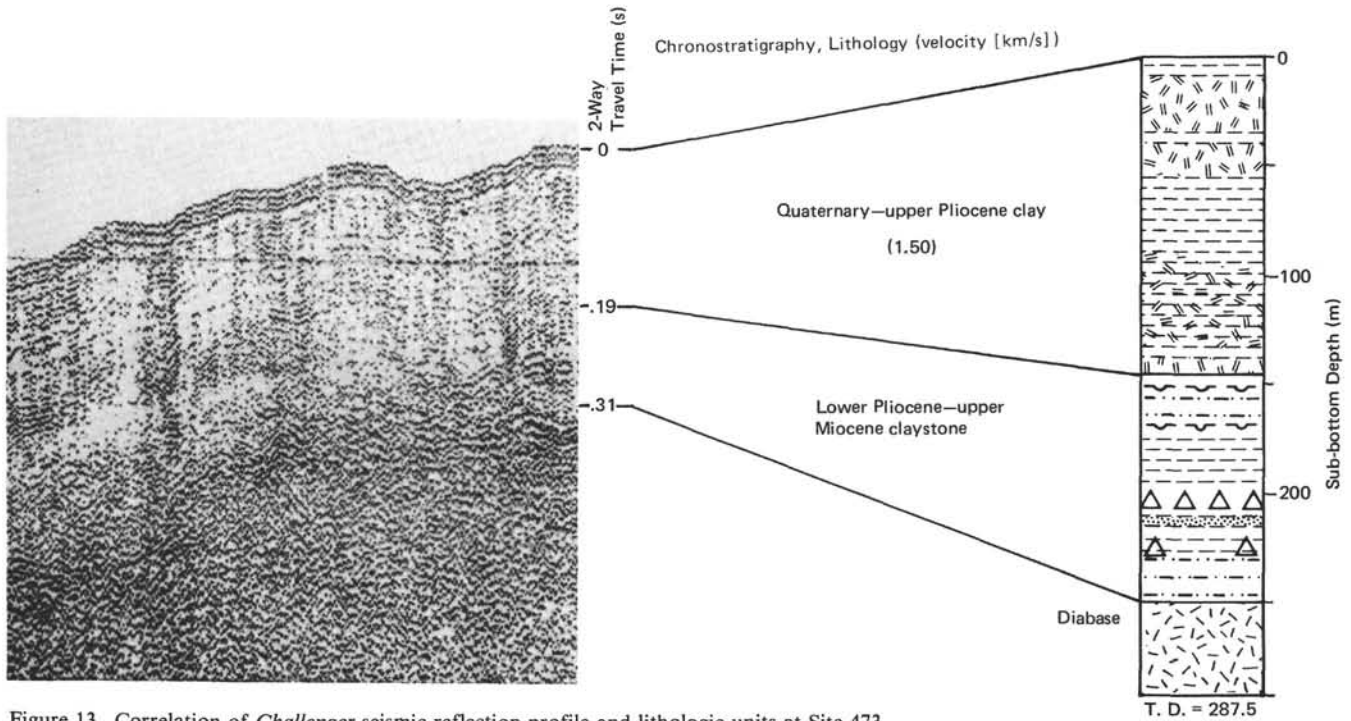 2-Way
Travel Time (s)
Chronostratigraphy, Lithology (velocity [km/s])
0
0
Quaternary—upper Pliocene clay
(1.50)
100
.19
Lower Pliocene—upper
Miocene claystone
.31
200
Sub-bottom Depth (m)
Diabase
T. D. = 287.5
Figure 13. Correlation of Challenger seismic reflection profile and lithologic units at Site 473.